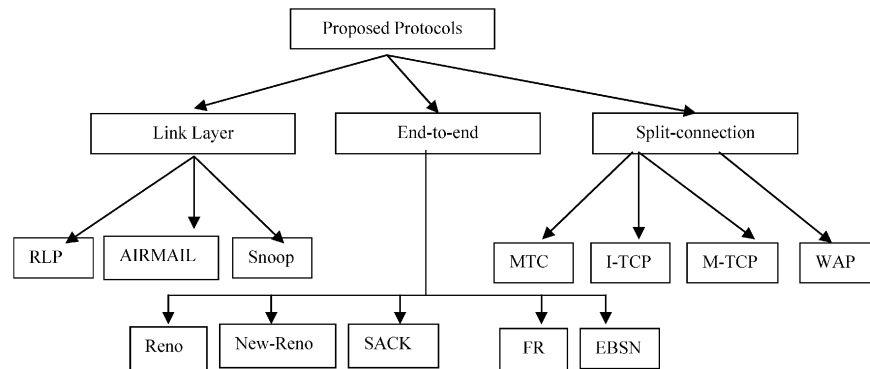 Proposed Protocols
Link Layer
End-to-end
Split-connection
RLP
AIRMAIL
Snoop
MTC
I-TCP
M-TCP
WAP
Reno
New-Reno
SACK
FR
EBSN